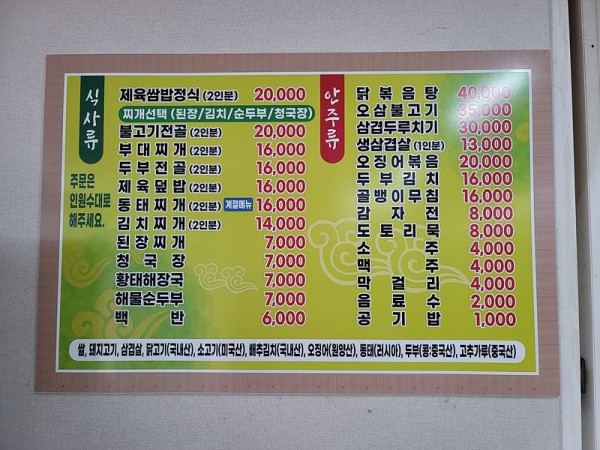 식사류
주문은
인원수대로
해주세요.
제육쌈밥정식 (2인분) 20,000
찌개선택 (된장/김치/순두부/청국장)
불고기전골 (2인분) 20,000
부대찌개 (2인분) 16,000
두부전골 (2인분) 16,000
제육덮밥 (2인분) 16,000
동태찌개 (2인분) 계절메뉴 16,000
김치찌개 (2인분) 14,000
된장찌개 7,000
청국장 7,000
황태해장국 7,000
해물순두부 7,000
백반 6,000
안주류
닭볶음탕 40,000
오삼불고기 35,000
삼겹두루치기 30,000
생삼겹살 (1인분) 13,000
오징어볶음 20,000
두부김치 16,000
골뱅이무침 16,000
감자전 8,000
도토리묵 8,000
소주 4,000
맥주 4,000
막걸리 4,000
음료수 2,000
공기밥 1,000
쌀, 돼지고기, 삼겹살, 닭고기(국내산), 소고기(미국산), 배추김치(국내산), 오징어(원양산), 동태(러시아), 두부(콩:중국산), 고추가루(중국산)